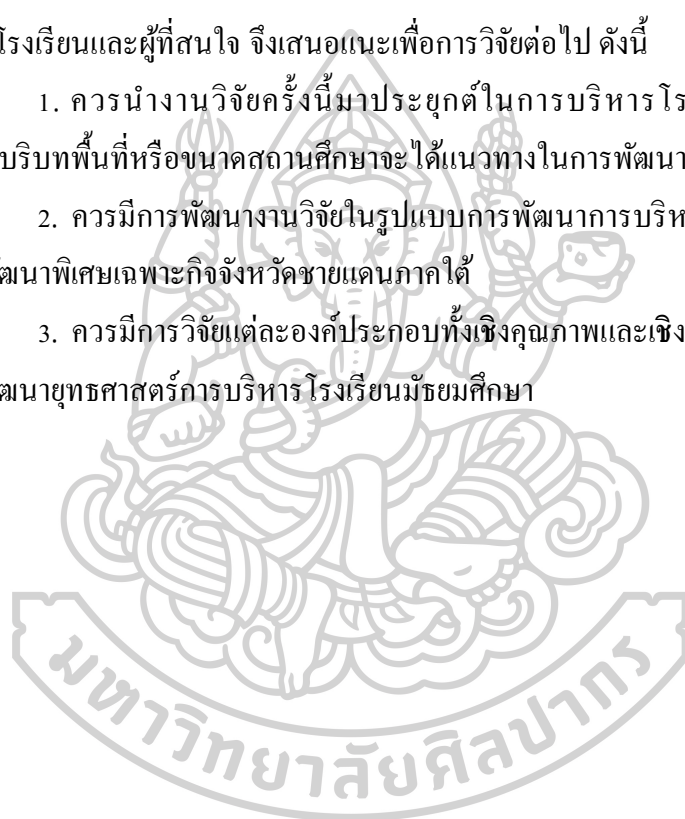 โรงเรียนและผู้ที่สนใจ จึงเสนอแนะเพื่อการวิจัยต่อไป ดังนี้
1. ควรนำงานวิจัยครั้งนี้มาประยุกต์ในการบริหารโร
บริบทพื้นที่หรือขนาดสถานศึกษาจะได้แนวทางในการพัฒนา
2. ควรมีการพัฒนางานวิจัยในรูปแบบการพัฒนาการบริห
ฒนาพิเศษเฉพาะกิจจังหวัดชายแดนภาคใต้
3. ควรมีการวิจัยแต่ละองค์ประกอบทั้งเชิงคุณภาพและเชิง
ฒนายุทธศาสตร์การบริหารโรงเรียนมัธยมศึกษา
มหาวิทยาลัยศิลปากร